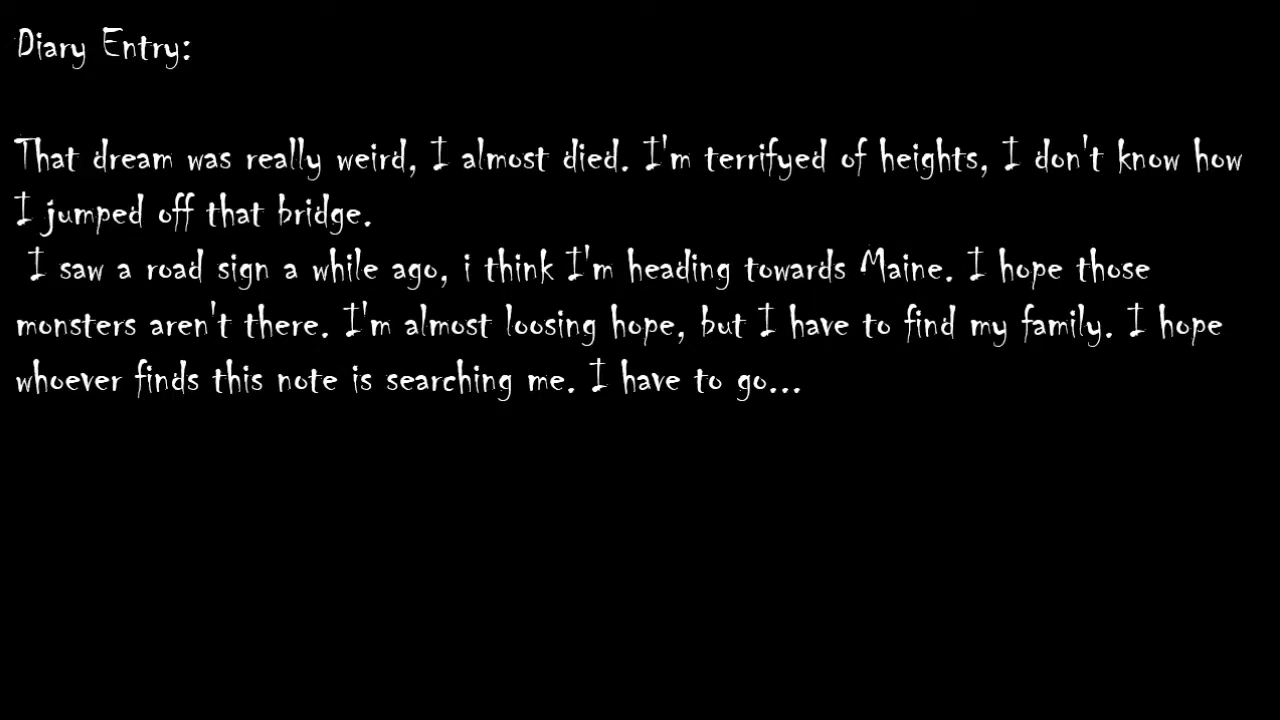 Diary Entry:
That dream was really weird, I almost died. I'm terrifyed of heights, I don't know how
I jumped off that bridge.
I saw a road sign a while ago, i think I'm heading towards Maine. I hope those
monsters aren't there. I'm almost loosing hope, but I have to find my family. I hope
whoever finds this note is searching me. I have to go...